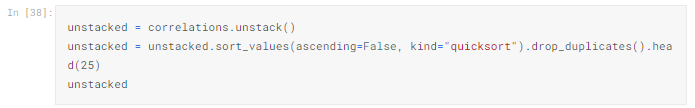 In [38]:
unstacked = correlations.unstack()
unstacked = unstacked.sort_values(ascending=False, kind="quicksort").drop_duplicates().hea
d(25)
unstacked